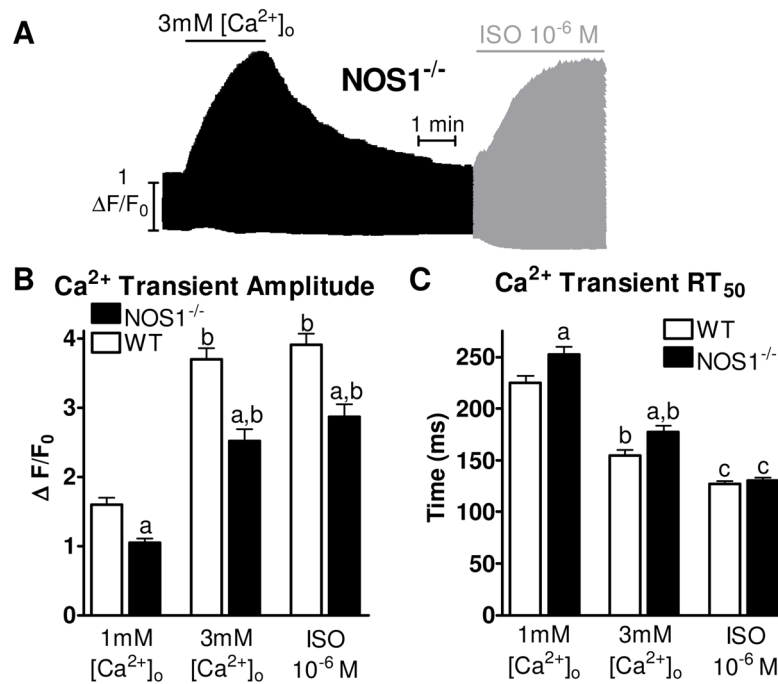 A
3mM [Ca²⁺]ₒ
ISO 10⁻⁶ M
NOS1⁻/⁻
1 min
1
ΔF/F₀
B
Ca²⁺ Transient Amplitude
NOS1⁻/⁻
WT
4
3
2
1
0
Δ F/F₀
a
b
a,b
b
a,b
1mM
[Ca²⁺]ₒ
3mM
[Ca²⁺]ₒ
ISO
10⁻⁶ M
C
Ca²⁺ Transient RT₅₀
WT
NOS1⁻/⁻
250
200
150
100
50
0
Time (ms)
a
b
a,b
c
c
1mM
[Ca²⁺]ₒ
3mM
[Ca²⁺]ₒ
ISO
10⁻⁶ M